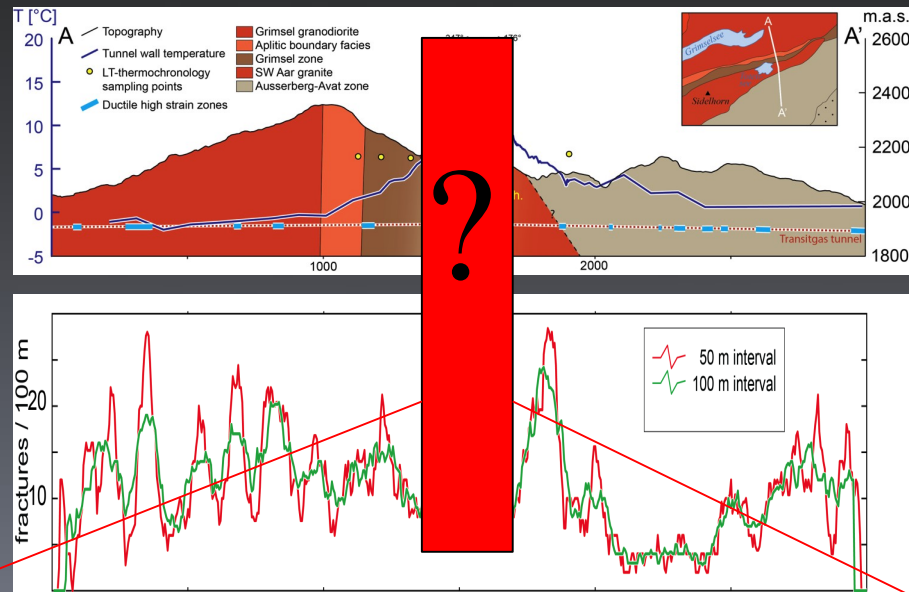 T [°C]
A
A'
m.a.s.
20
15
10
5
0
-5
Topography
Tunnel wall temperature
LT-thermochronology
sampling points
Ductile high strain zones
Grimsel granodiorite
Aplitic boundary facies
Grimsel zone
SW Aar granite
Ausserberg-Avat zone
Grimselsee
Sidelhorn
A
A'
2600
2400
2200
2000
1800
?
h.
?
Transitgas tunnel
1000
2000
fractures / 100 m
20
10
50 m interval
100 m interval